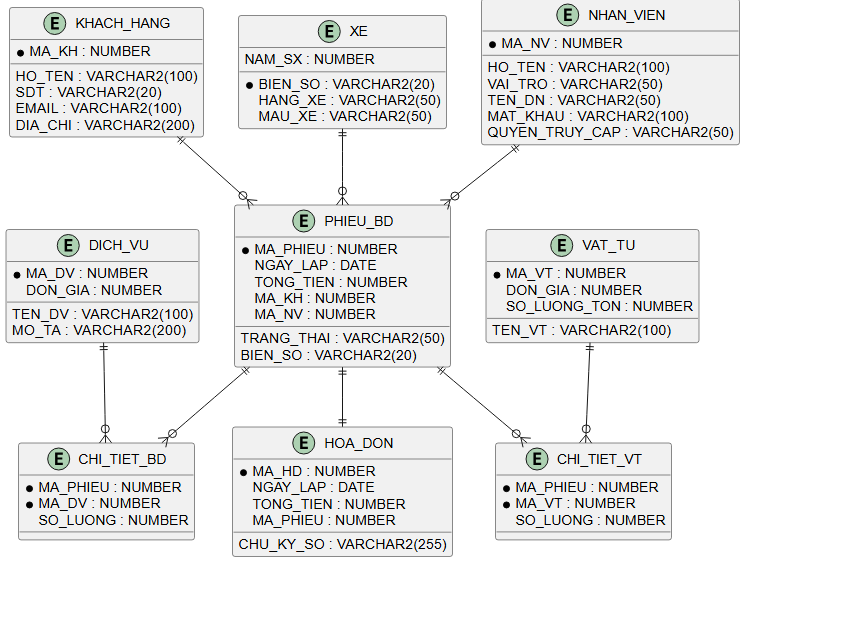 E KHACH_HANG
MA_KH : NUMBER
HO_TEN : VARCHAR2(100)
SDT : VARCHAR2(20)
EMAIL : VARCHAR2(100)
DIA_CHI : VARCHAR2(200)
E XE
NAM_SX : NUMBER
BIEN_SO : VARCHAR2(20)
HANG_XE : VARCHAR2(50)
MAU_XE : VARCHAR2(50)
E NHAN_VIEN
MA_NV : NUMBER
HO_TEN : VARCHAR2(100)
VAI_TRO : VARCHAR2(50)
TEN_DN : VARCHAR2(50)
MAT_KHAU : VARCHAR2(100)
QUYEN_TRUY_CAP : VARCHAR2(50)
E DICH_VU
MA_DV : NUMBER
DON_GIA : NUMBER
TEN_DV : VARCHAR2(100)
MO_TA : VARCHAR2(200)
E PHIEU_BD
MA_PHIEU : NUMBER
NGAY_LAP : DATE
TONG_TIEN : NUMBER
MA_KH : NUMBER
MA_NV : NUMBER
TRANG_THAI : VARCHAR2(50)
BIEN_SO : VARCHAR2(20)
E VAT_TU
MA_VT : NUMBER
DON_GIA : NUMBER
SO_LUONG_TON : NUMBER
TEN_VT : VARCHAR2(100)
E CHI_TIET_BD
MA_PHIEU : NUMBER
MA_DV : NUMBER
SO_LUONG : NUMBER
E HOA_DON
MA_HD : NUMBER
NGAY_LAP : DATE
TONG_TIEN : NUMBER
MA_PHIEU : NUMBER
CHU_KY_SO : VARCHAR2(255)
E CHI_TIET_VT
MA_PHIEU : NUMBER
MA_VT : NUMBER
SO_LUONG : NUMBER